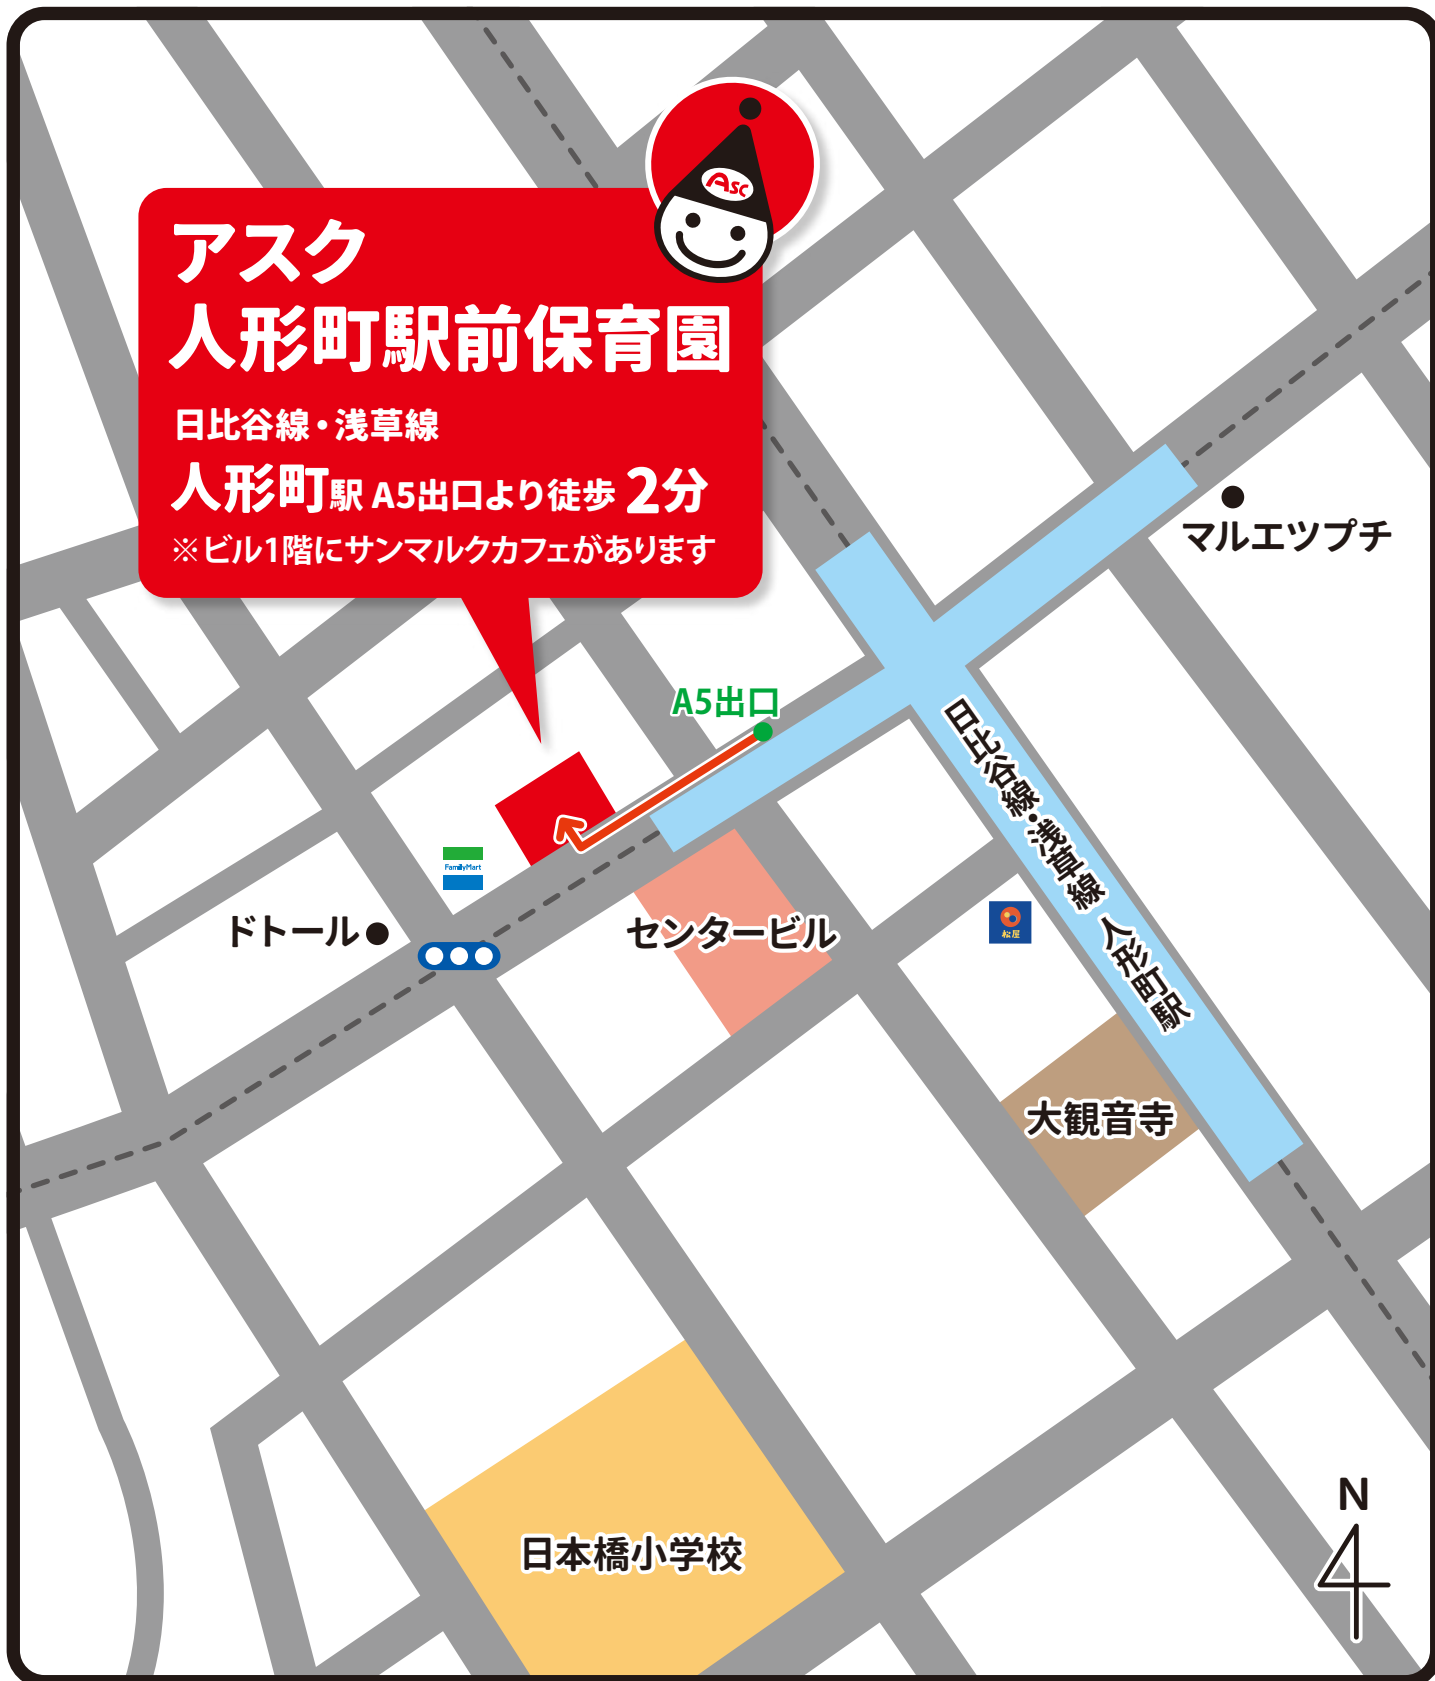 Asc
アスク
人形町駅前保育園
日比谷線・浅草線
人形町駅 A5出口より徒歩 2分
※ビル1階にサンマルクカフェがあります
マルエツプチ
A5出口
日比谷線・浅草線 人形町駅
FamilyMart
ドトール
センタービル
松屋
大観音寺
日本橋小学校
N